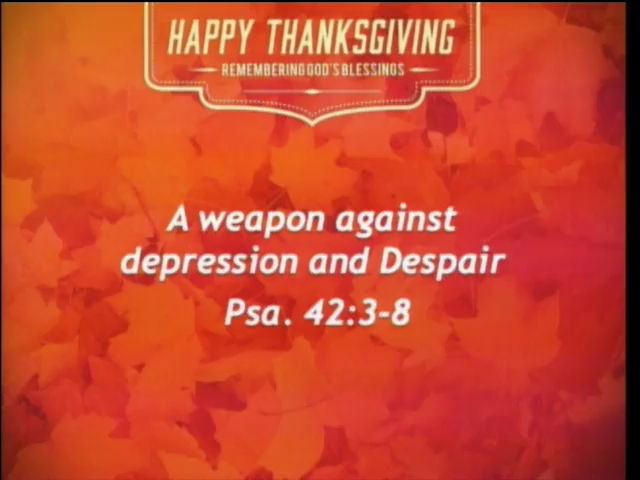 HAPPY THANKSGIVING
REMEMBERING GOD'S BLESSINGS
A weapon against
depression and Despair
Psa. 42:3-8